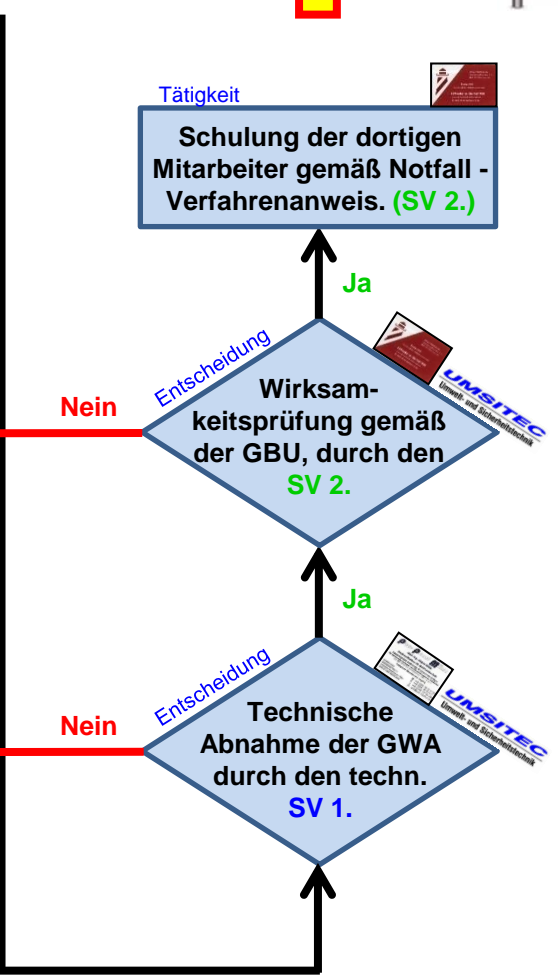 Tätigkeit
Schulung der dortigen
Mitarbeiter gemäß Notfall -
Verfahrenanweis. (SV 2.)
Ja
Entscheidung
Nein
Wirksam-
keitsprüfung gemäß
der GBU, durch den
SV 2.
UMSITEC
Umwelt- und Sicherheitstechnik
Ja
Entscheidung
Nein
Technische
Abnahme der GWA
durch den techn.
SV 1.
UMSITEC
Umwelt- und Sicherheitstechnik